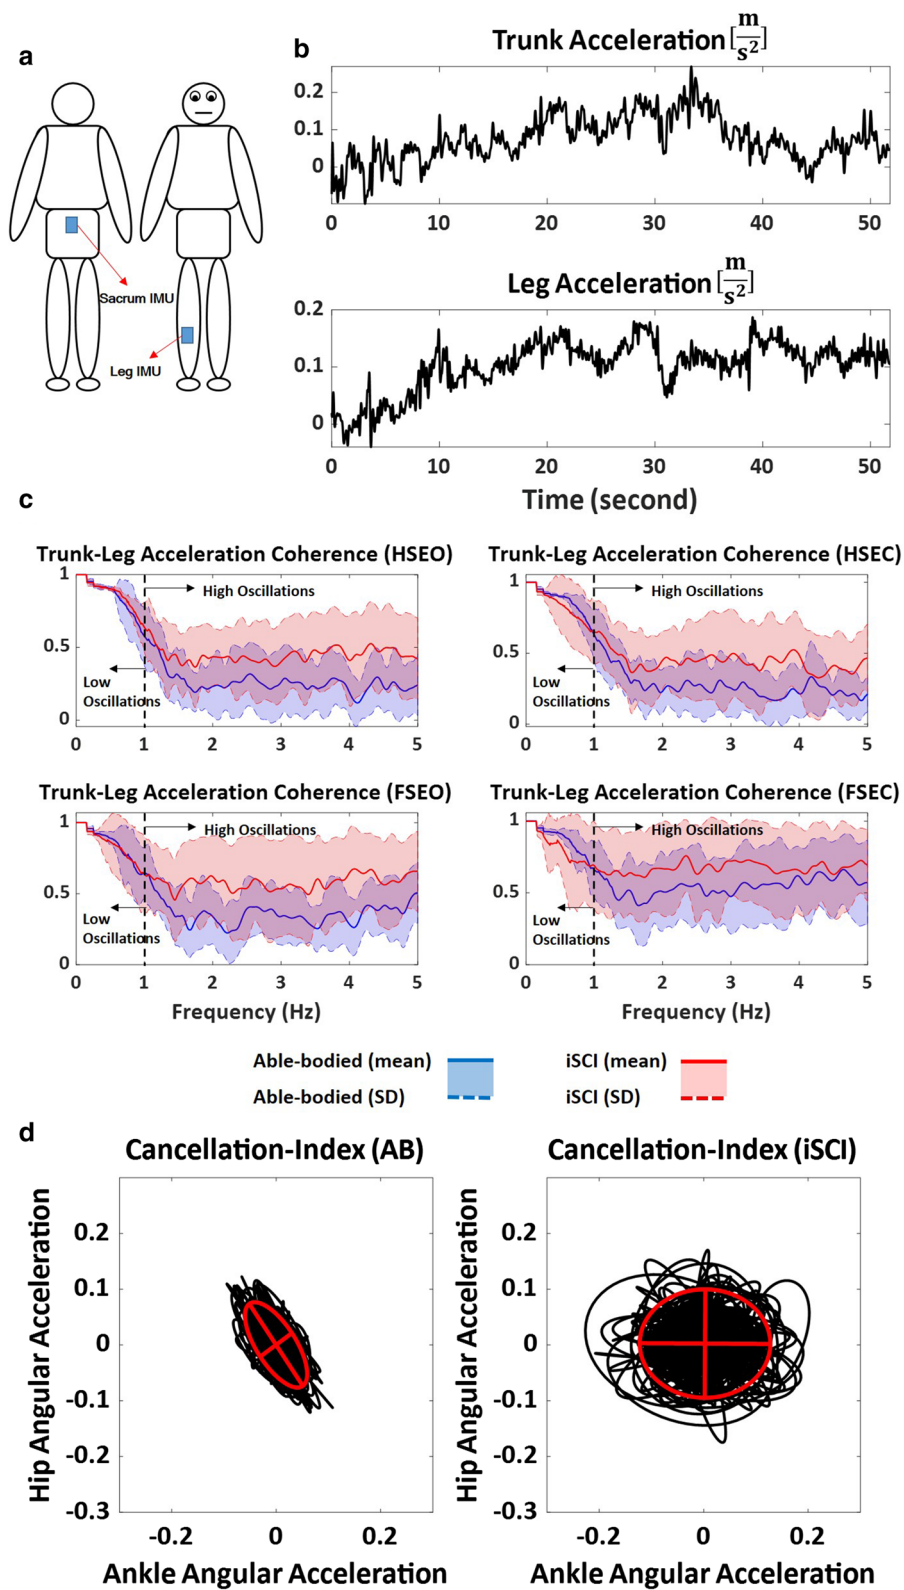 a
Sacrum IMU
Leg IMU
b
Trunk Acceleration [m/s²]
0.2
0.1
0
0 10 20 30 40 50
Leg Acceleration [m/s²]
0.2
0.1
0
0 10 20 30 40 50
Time (second)
c
Trunk-Leg Acceleration Coherence (HSEO)
1
High Oscillations
0.5
Low
Oscillations
0
0 1 2 3 4 5
Trunk-Leg Acceleration Coherence (HSEC)
1
High Oscillations
0.5
Low
Oscillations
0
0 1 2 3 4 5
Trunk-Leg Acceleration Coherence (FSEO)
1
High Oscillations
0.5
Low
Oscillations
0
0 1 2 3 4 5
Frequency (Hz)
Trunk-Leg Acceleration Coherence (FSEC)
1
High Oscillations
0.5
Low
Oscillations
0
0 1 2 3 4 5
Frequency (Hz)
Able-bodied (mean)
Able-bodied (SD)
iSCI (mean)
iSCI (SD)
d
Cancellation-Index (AB)
Hip Angular Acceleration
0.2
0.1
0
-0.1
-0.2
-0.3
-0.2 0 0.2
Ankle Angular Acceleration
Cancellation-Index (iSCI)
Hip Angular Acceleration
0.2
0.1
0
-0.1
-0.2
-0.3
-0.2 0 0.2
Ankle Angular Acceleration